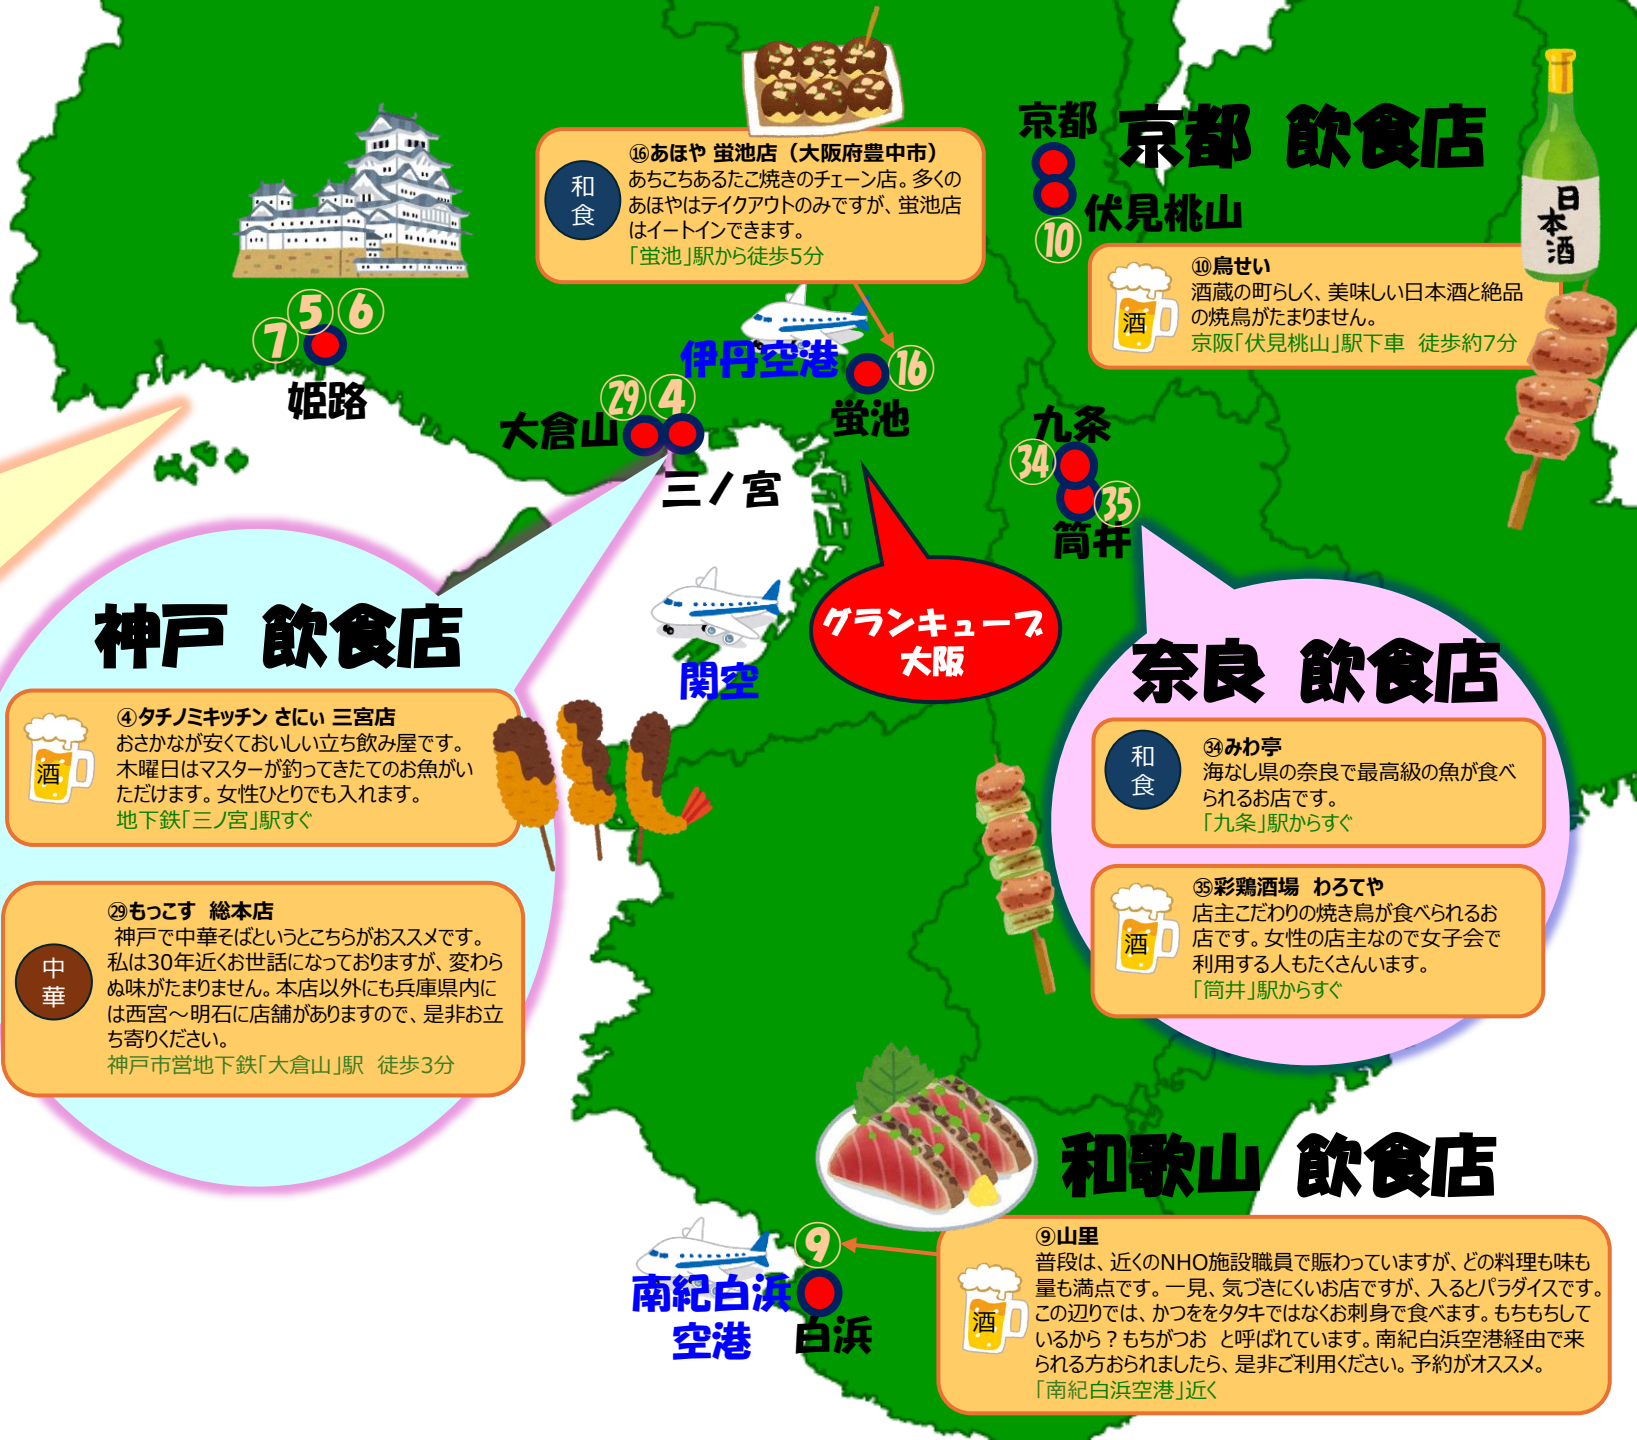 ⑯あほや 蛍池店（大阪府豊中市）
和食
あちこちあるたこ焼きのチェーン店。多くの
あほやはテイクアウトのみですが、蛍池店
はイートインできます。
「蛍池」駅から徒歩5分
京都
京都 飲食店
伏見桃山
⑩
日本酒
⑩鳥せい
酒
酒蔵の町らしく、美味しい日本酒と絶品
の焼鳥がたまりません。
京阪「伏見桃山」駅下車 徒歩約7分
⑤
⑥
⑦
姫路
伊丹空港
⑯
蛍池
㉙
④
大倉山
三ノ宮
九条
㉞
㉟
筒井
グランキューブ
大阪
関空
神戸 飲食店
④タチノミキッチン さにぃ 三宮店
酒
おさかなが安くておいしい立ち飲み屋です。
木曜日はマスターが釣ってきたてのお魚がい
ただけます。女性ひとりでも入れます。
地下鉄「三ノ宮」駅すぐ
㉙もっこす 総本店
中華
神戸で中華そばというとこちらがおススメです。
私は30年近くお世話になっておりますが、変わら
ぬ味がたまりません。本店以外にも兵庫県内に
は西宮～明石に店舗がありますので、是非お立
ち寄りください。
神戸市営地下鉄「大倉山」駅 徒歩3分
奈良 飲食店
㉞みわ亭
和食
海なし県の奈良で最高級の魚が食べ
られるお店です。
「九条」駅からすぐ
㉟彩鶏酒場 わろてや
酒
店主こだわりの焼き鳥が食べられるお
店です。女性の店主なので女子会で
利用する人もたくさんいます。
「筒井」駅からすぐ
和歌山 飲食店
⑨
南紀白浜
空港
白浜
⑨山里
酒
普段は、近くのNHO施設職員で賑わっていますが、どの料理も味も
量も満点です。一見、気づきにくいお店ですが、入るとパラダイスです。
この辺りでは、かつををタタキではなくお刺身で食べます。もちもちして
いるから？もちがつお と呼ばれています。南紀白浜空港経由で来
られる方おられましたら、是非ご利用ください。予約がオススメ。
「南紀白浜空港」近く